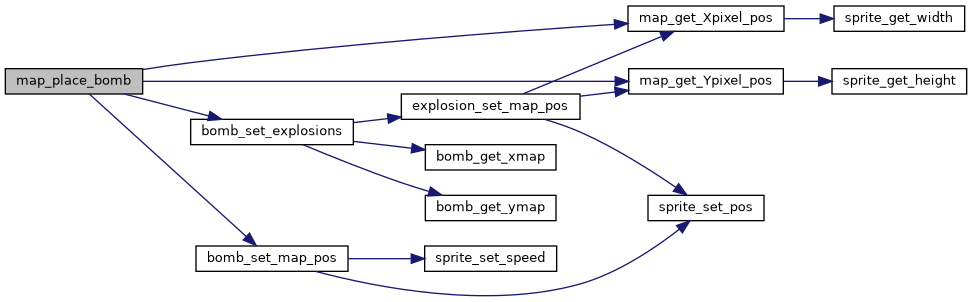 map_place_bomb
map_get_Xpixel_pos
sprite_get_width
map_get_Ypixel_pos
sprite_get_height
explosion_set_map_pos
bomb_set_explosions
bomb_get_xmap
bomb_get_ymap
sprite_set_pos
bomb_set_map_pos
sprite_set_speed